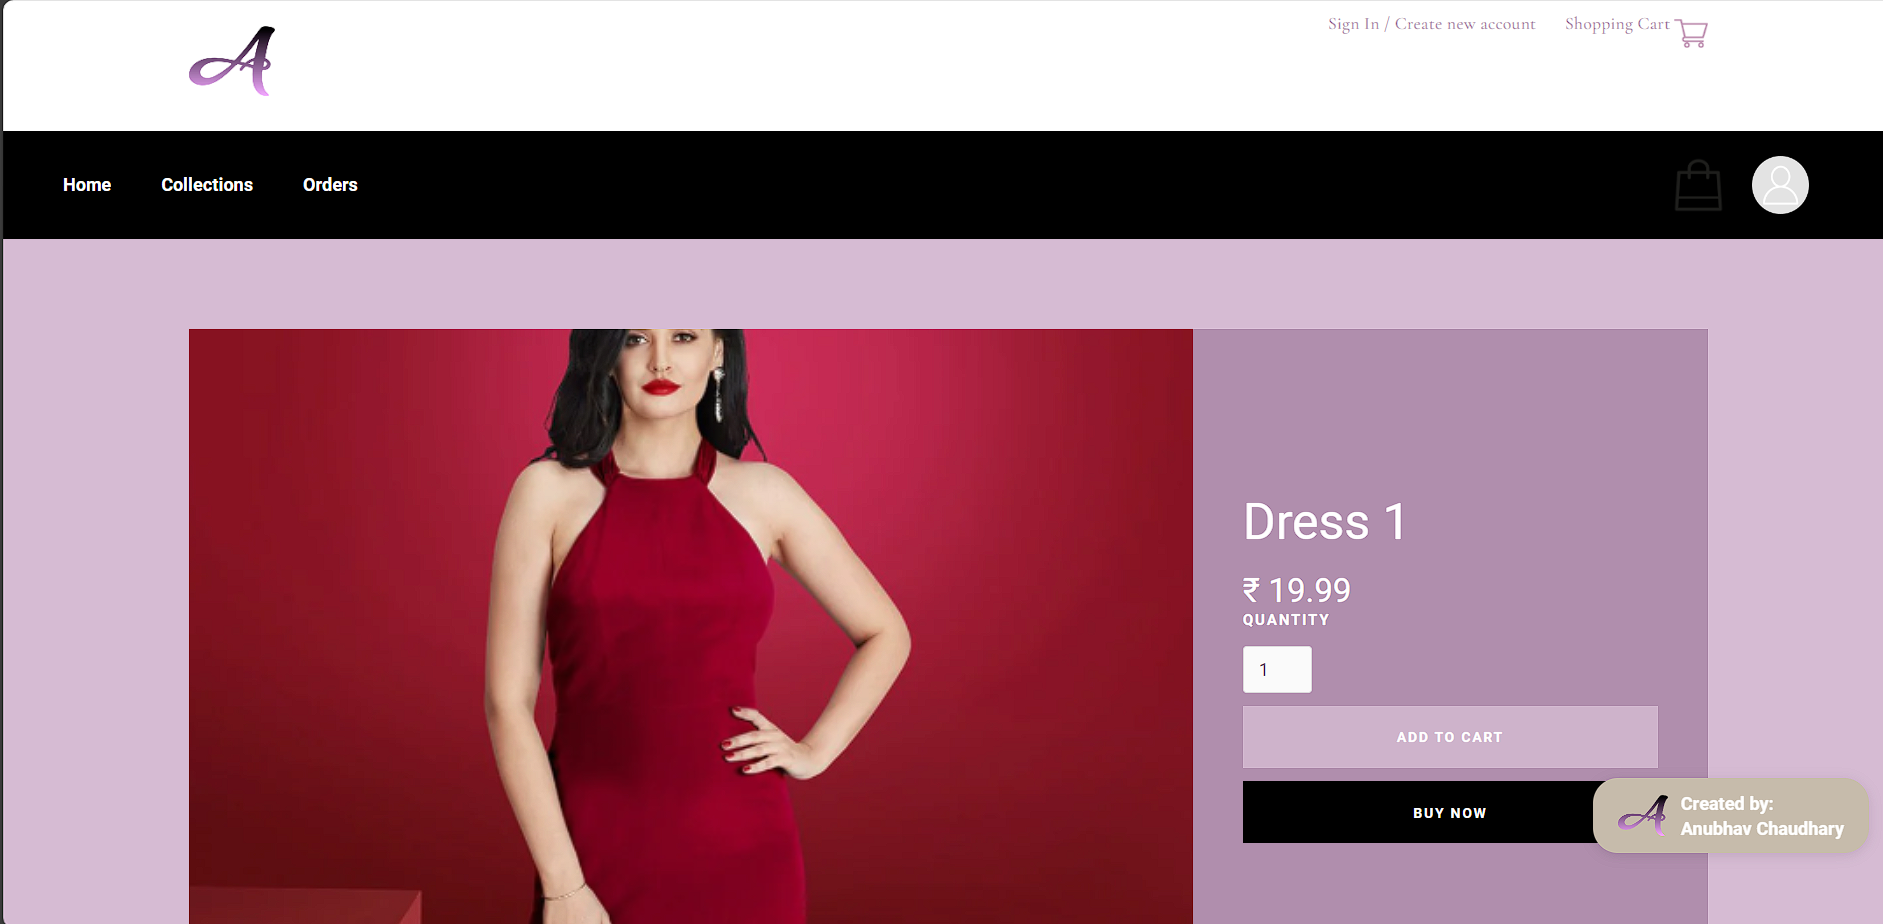 A
Sign In / Create new account
Shopping Cart
Home
Collections
Orders
Dress 1
₹ 19.99
QUANTITY
1
ADD TO CART
BUY NOW
A
Created by:
Anubhav Chaudhary